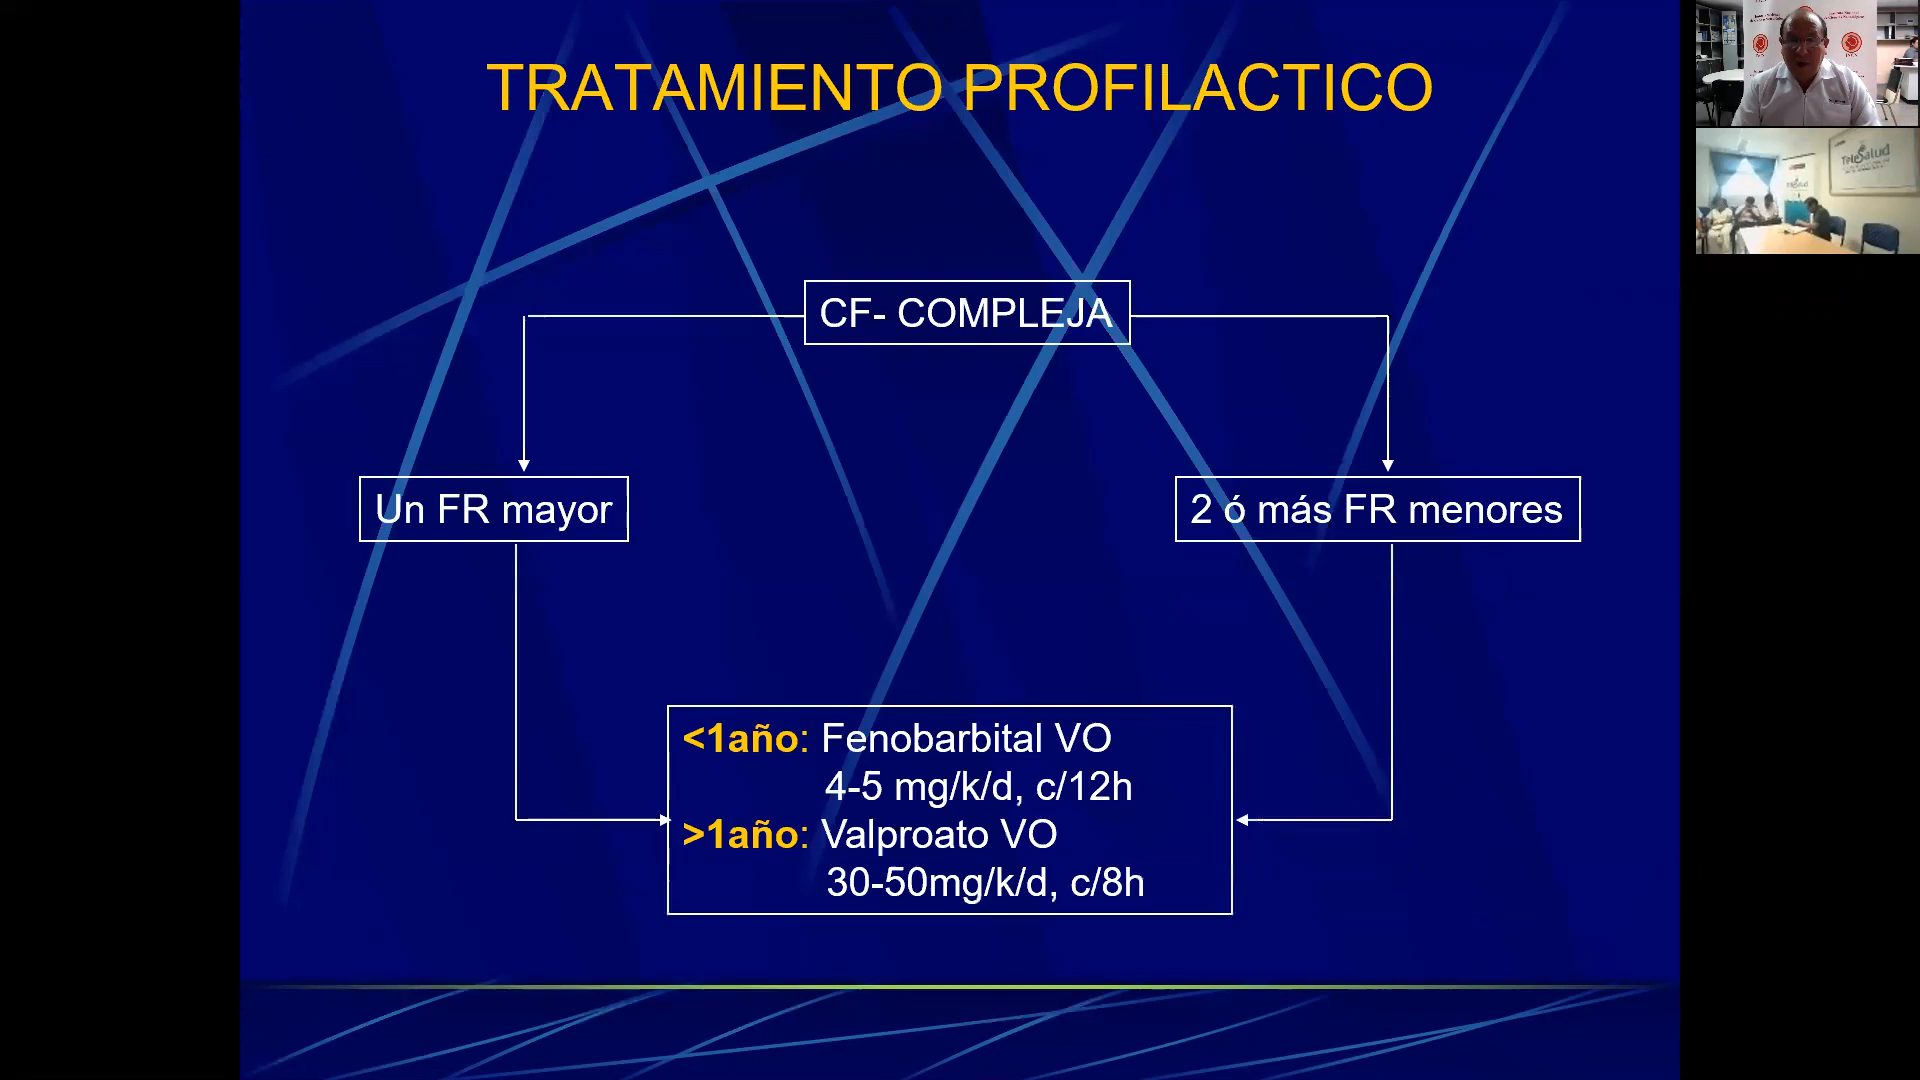 TRATAMIENTO PROFILACTICO
CF- COMPLEJA
Un FR mayor
2 ó más FR menores
<1año: Fenobarbital VO
4-5 mg/k/d, c/12h
>1año: Valproato VO
30-50mg/k/d, c/8h
TeleSalud